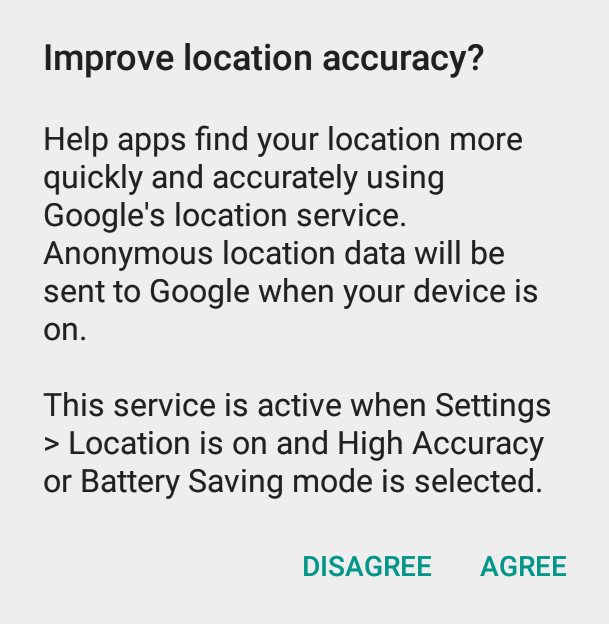 Improve location accuracy?
Help apps find your location more
quickly and accurately using
Google's location service.
Anonymous location data will be
sent to Google when your device is
on.
This service is active when Settings
> Location is on and High Accuracy
or Battery Saving mode is selected.
DISAGREE AGREE